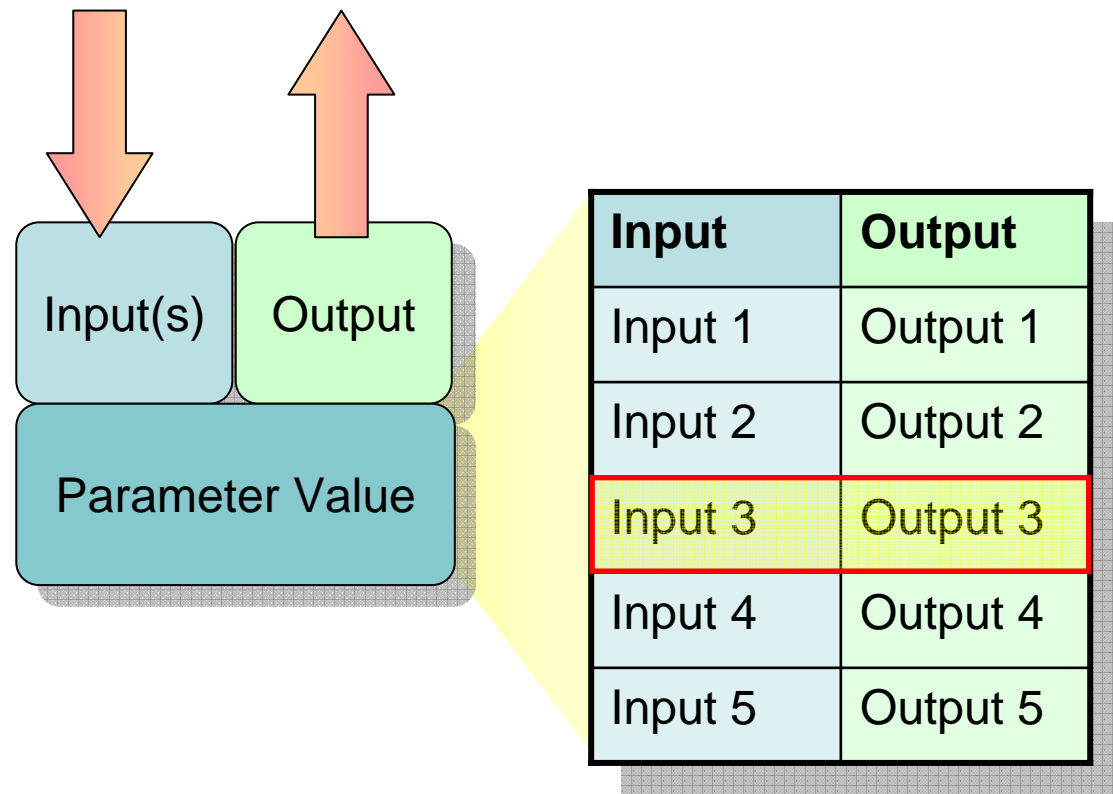 Input(s) Output
Parameter Value
Input Output
Input 1 Output 1
Input 2 Output 2
Input 3 Output 3
Input 4 Output 4
Input 5 Output 5